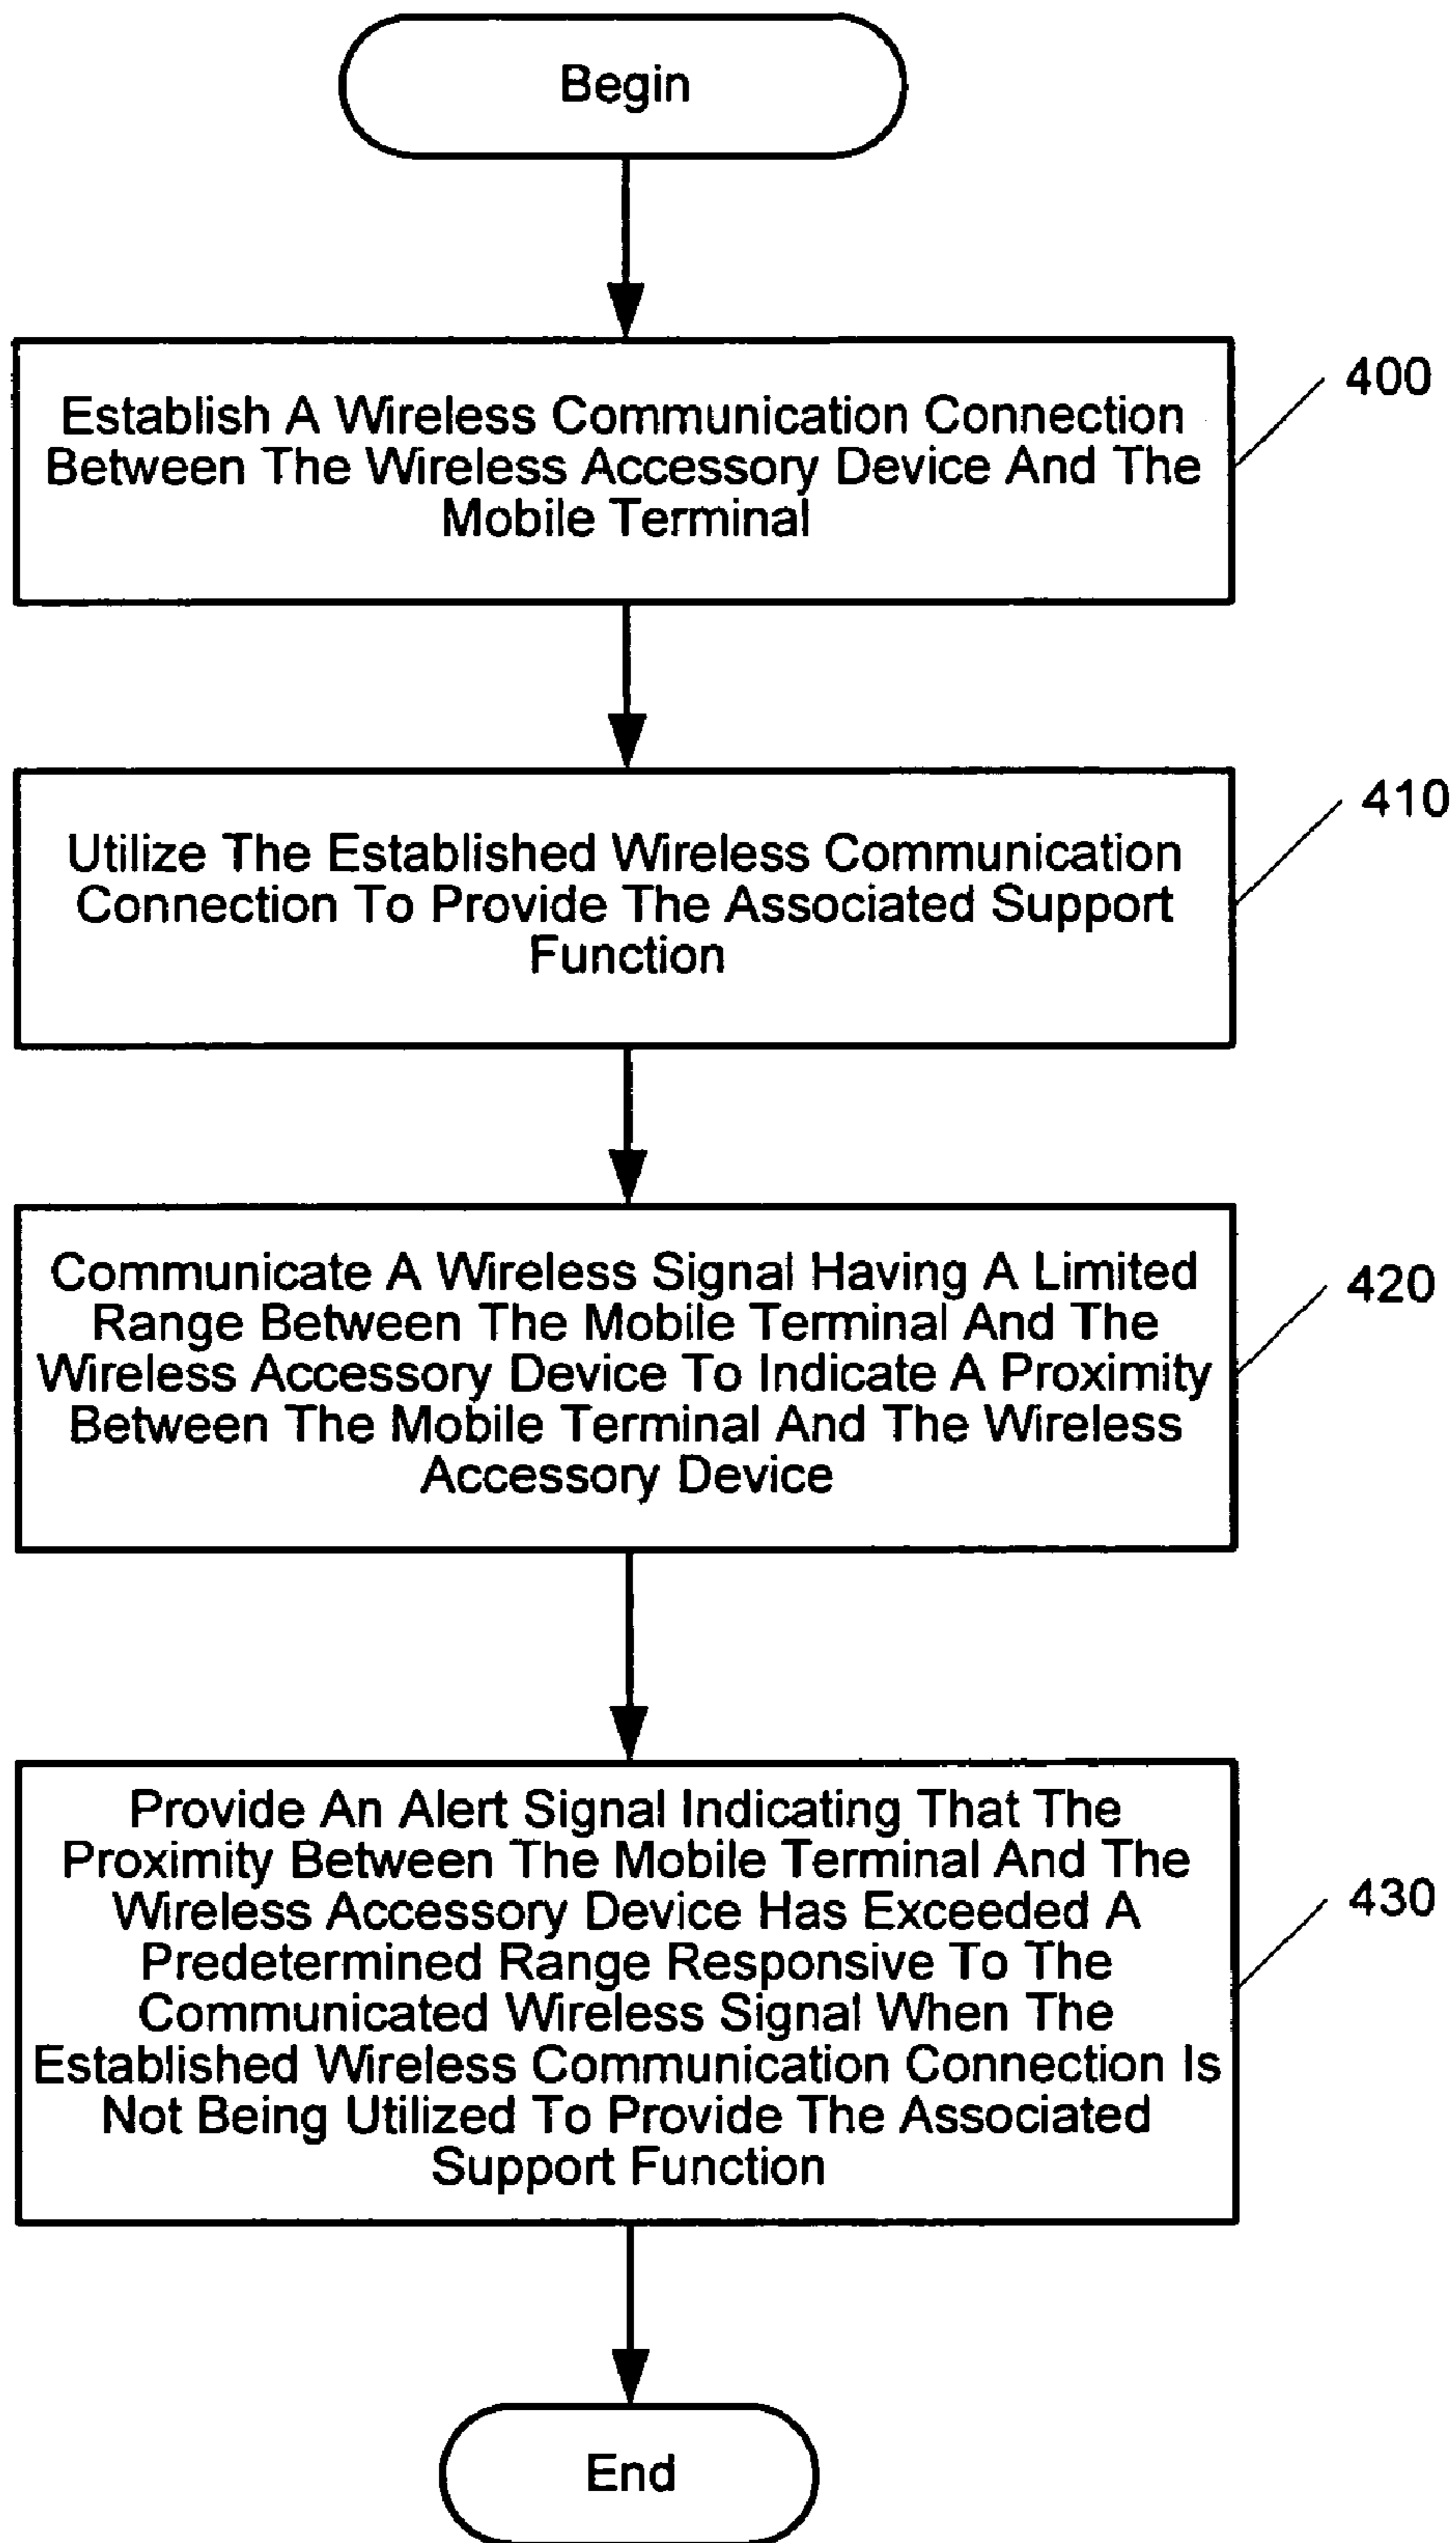 Begin
Establish A Wireless Communication Connection
Between The Wireless Accessory Device And The
Mobile Terminal
400
Utilize The Established Wireless Communication
Connection To Provide The Associated Support
Function
410
Communicate A Wireless Signal Having A Limited
Range Between The Mobile Terminal And The
Wireless Accessory Device To Indicate A Proximity
Between The Mobile Terminal And The Wireless
Accessory Device
420
Provide An Alert Signal Indicating That The
Proximity Between The Mobile Terminal And The
Wireless Accessory Device Has Exceeded A
Predetermined Range Responsive To The
Communicated Wireless Signal When The
Established Wireless Communication Connection Is
Not Being Utilized To Provide The Associated
Support Function
430
End